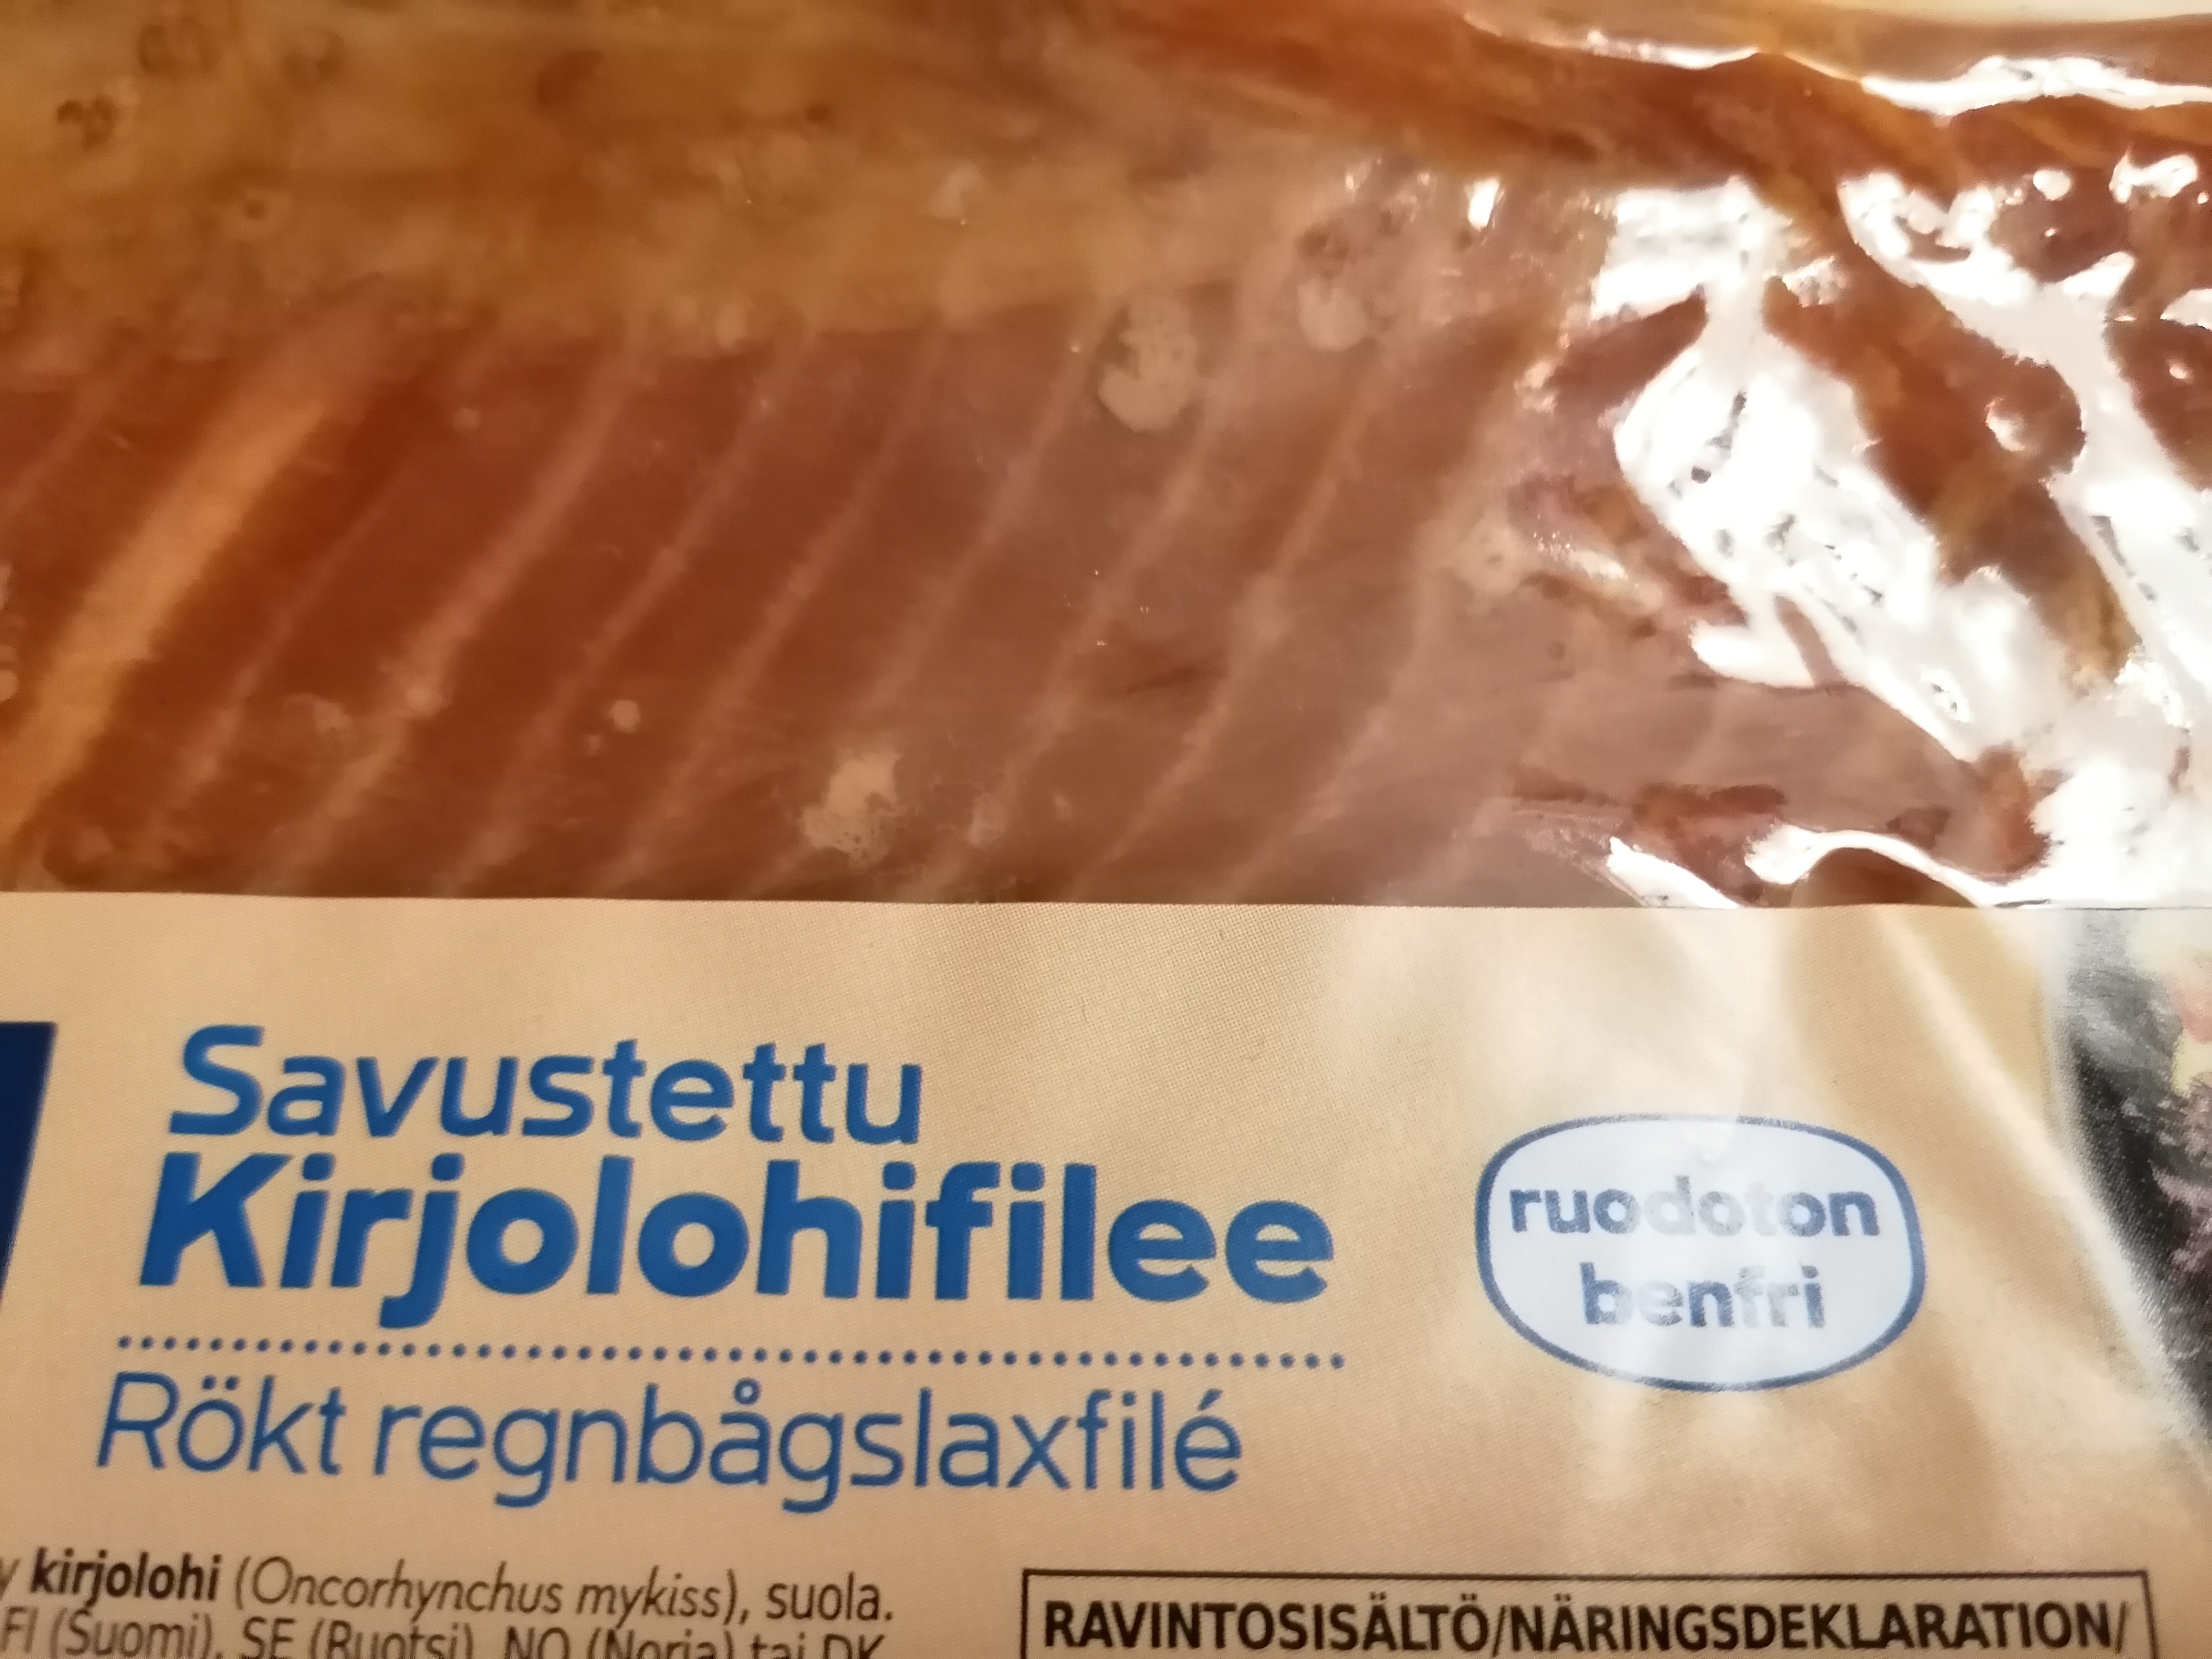 Savustettu
Kirjolohifilee
ruodoton
benfri
Rökt regnbågslaxfilé
kirjolohi (Oncorhynchus mykiss), suola.
FI (Suomi), SE (Ruotsi), NO (Norja) tai DK
RAVINTOSISÄLTÖ/NÄRINGSDEKLARATION/